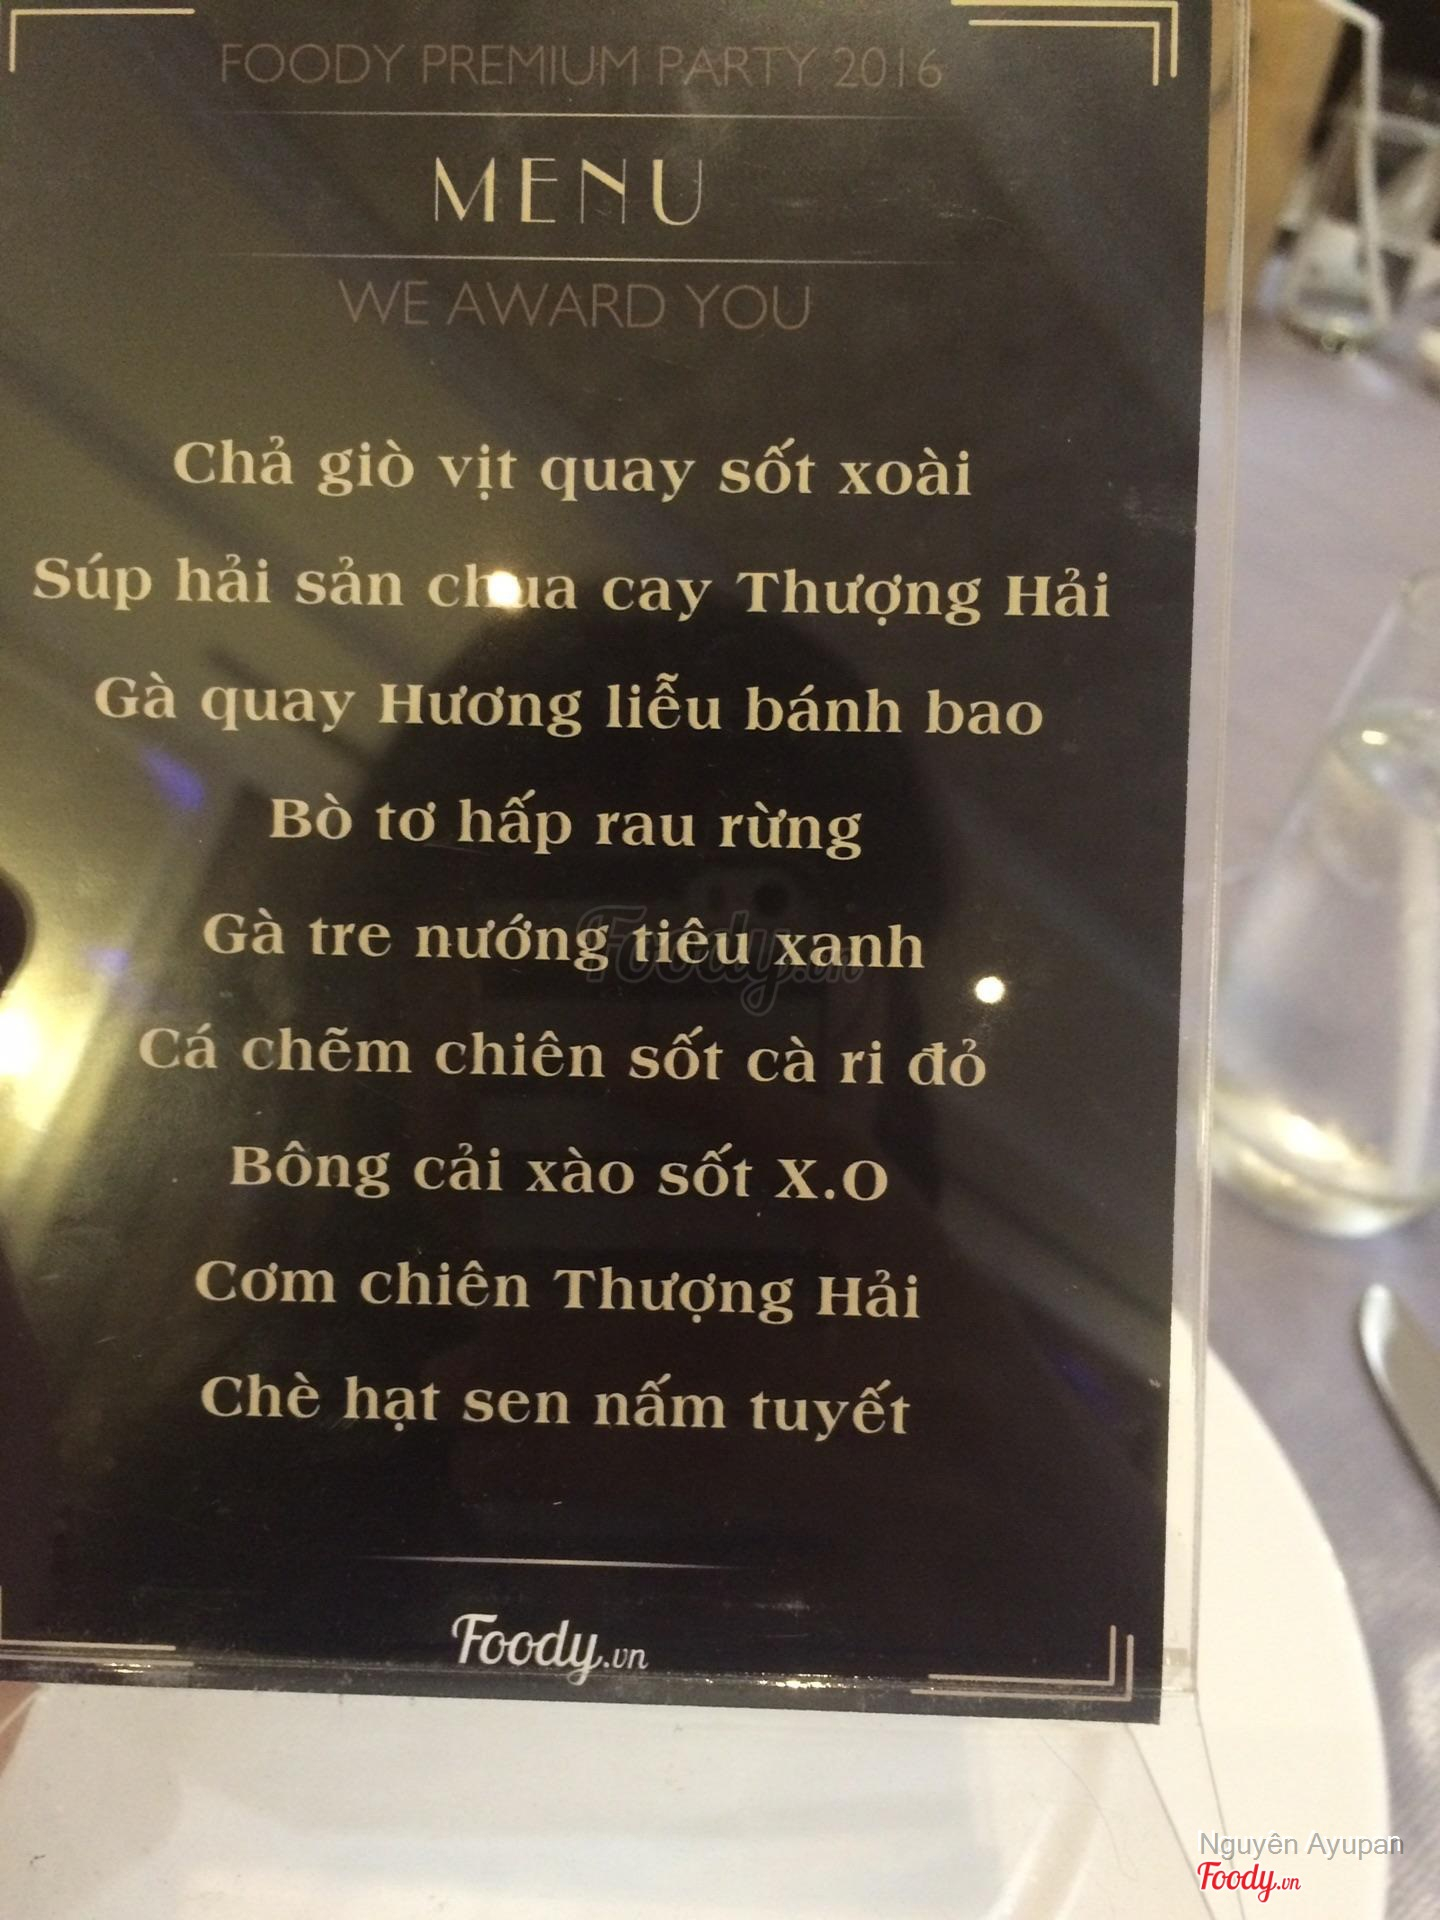 FOODY PREMIUM PARTY 2016
MENU
WE AWARD YOU
Chả giò vịt quay sốt xoài
Súp hải sản chua cay Thượng Hải
Gà quay Hương liễu bánh bao
Bò tơ hấp rau rừng
Gà tre nướng tiêu xanh
Cá chẽm chiên sốt cà ri đỏ
Bông cải xào sốt X.O
Cơm chiên Thượng Hải
Chè hạt sen nấm tuyết
Foody.vn
Foody.vn
Nguyên Ayupan
Foody.vn